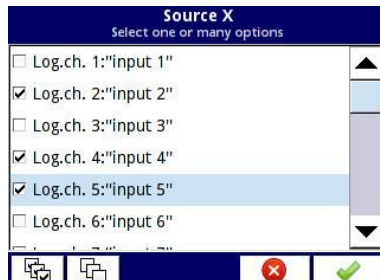 Source X
Select one or many options
Log.ch. 1:"input 1"
Log.ch. 2:"input 2"
Log.ch. 3:"input 3"
Log.ch. 4:"input 4"
Log.ch. 5:"input 5"
Log.ch. 6:"input 6"